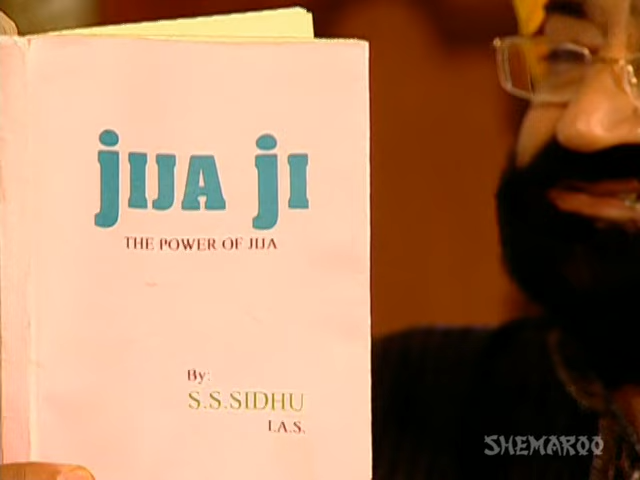 JIJA JI
THE POWER OF JIJA
By:
S.S.SIDHU
I.A.S.
SHEMAROO